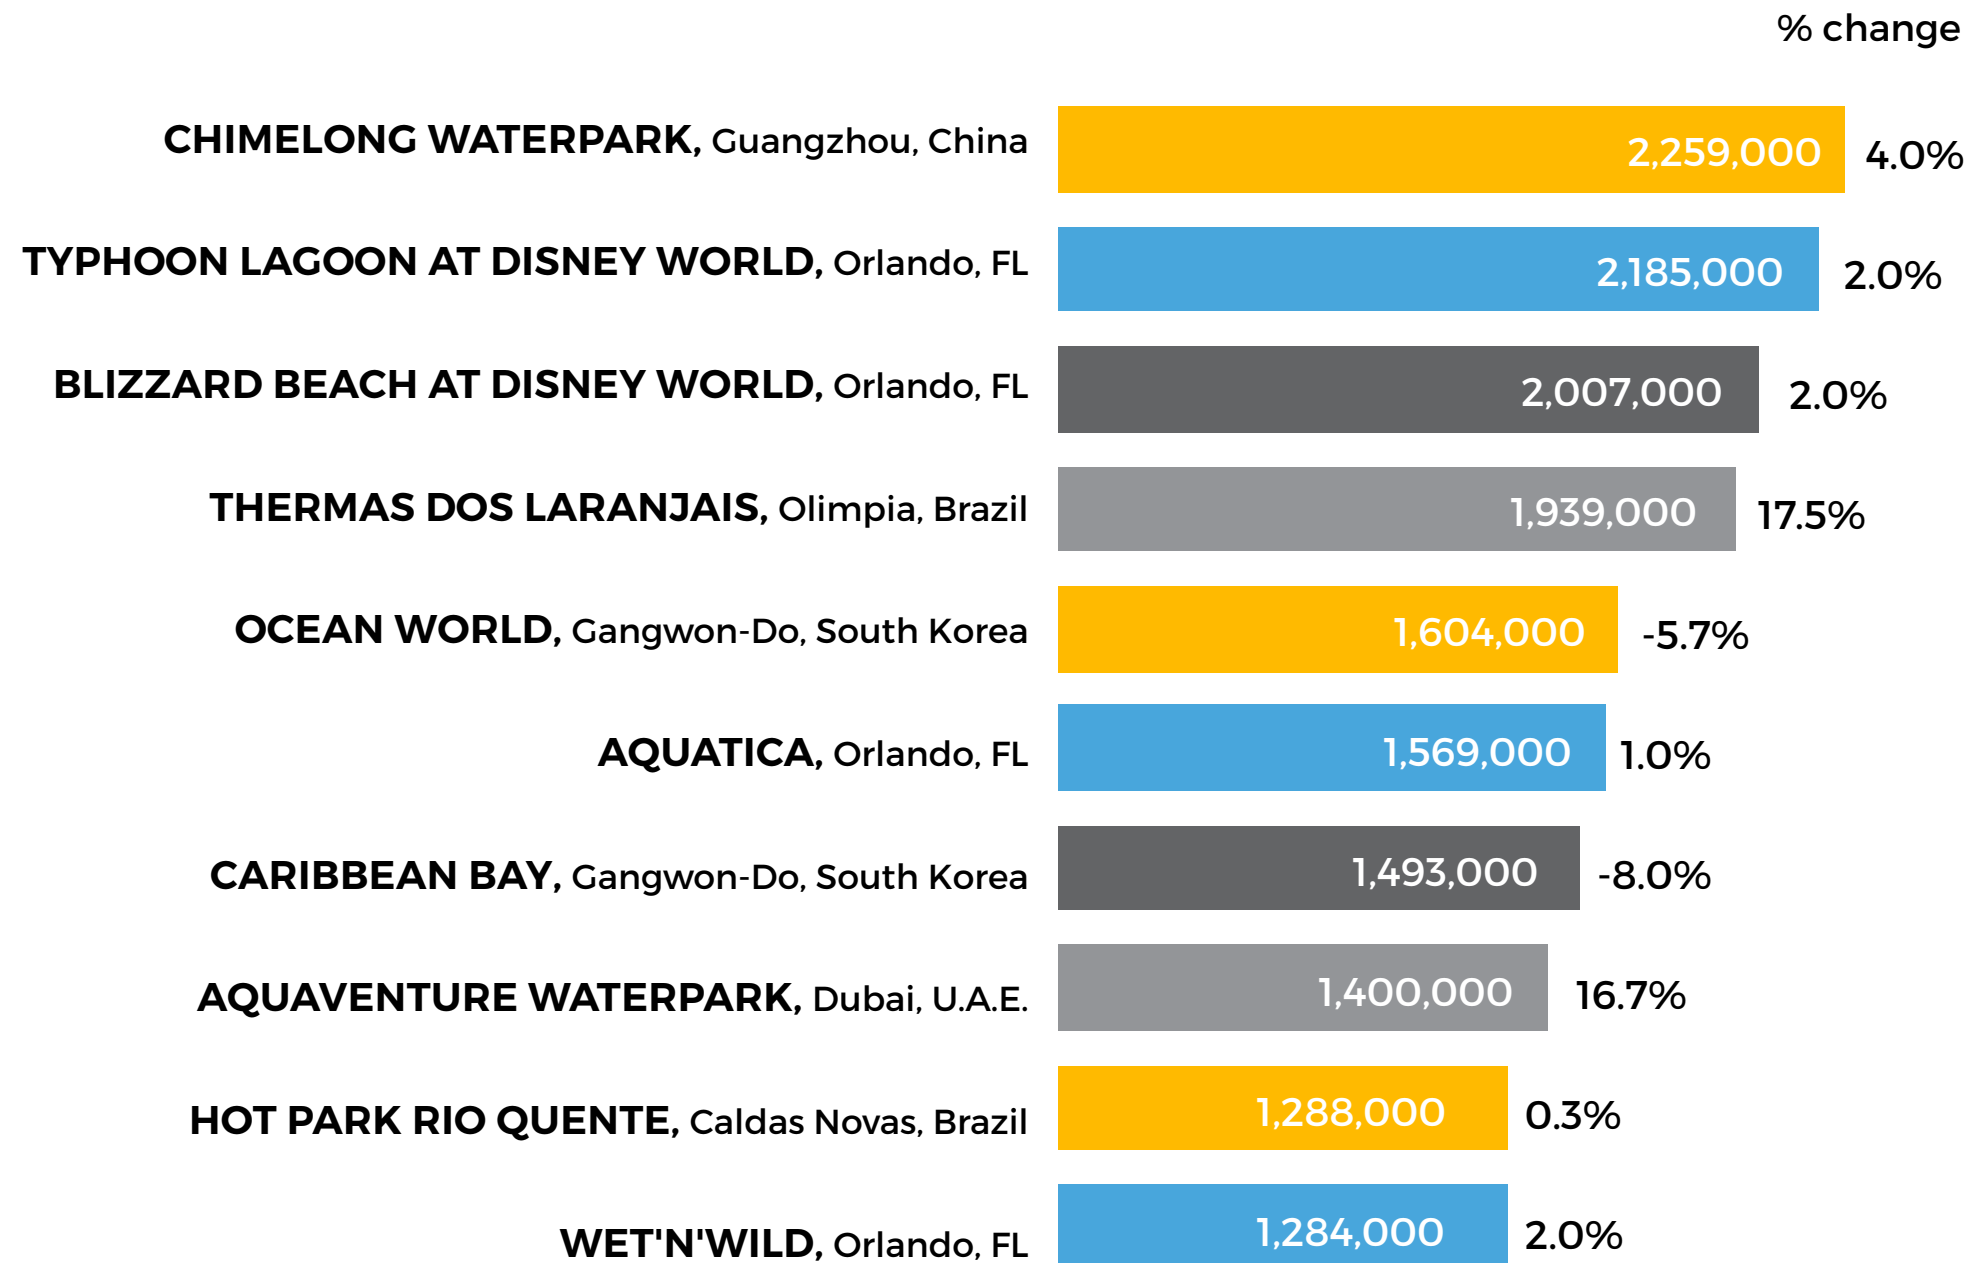 % change
CHIMELONG WATERPARK, Guangzhou, China 2,259,000 4.0%
TYPHOON LAGOON AT DISNEY WORLD, Orlando, FL 2,185,000 2.0%
BLIZZARD BEACH AT DISNEY WORLD, Orlando, FL 2,007,000 2.0%
THERMAS DOS LARANJAIS, Olimpia, Brazil 1,939,000 17.5%
OCEAN WORLD, Gangwon-Do, South Korea 1,604,000 -5.7%
AQUATICA, Orlando, FL 1,569,000 1.0%
CARIBBEAN BAY, Gangwon-Do, South Korea 1,493,000 -8.0%
AQUAVENTURE WATERPARK, Dubai, U.A.E. 1,400,000 16.7%
HOT PARK RIO QUENTE, Caldas Novas, Brazil 1,288,000 0.3%
WET'N'WILD, Orlando, FL 1,284,000 2.0%